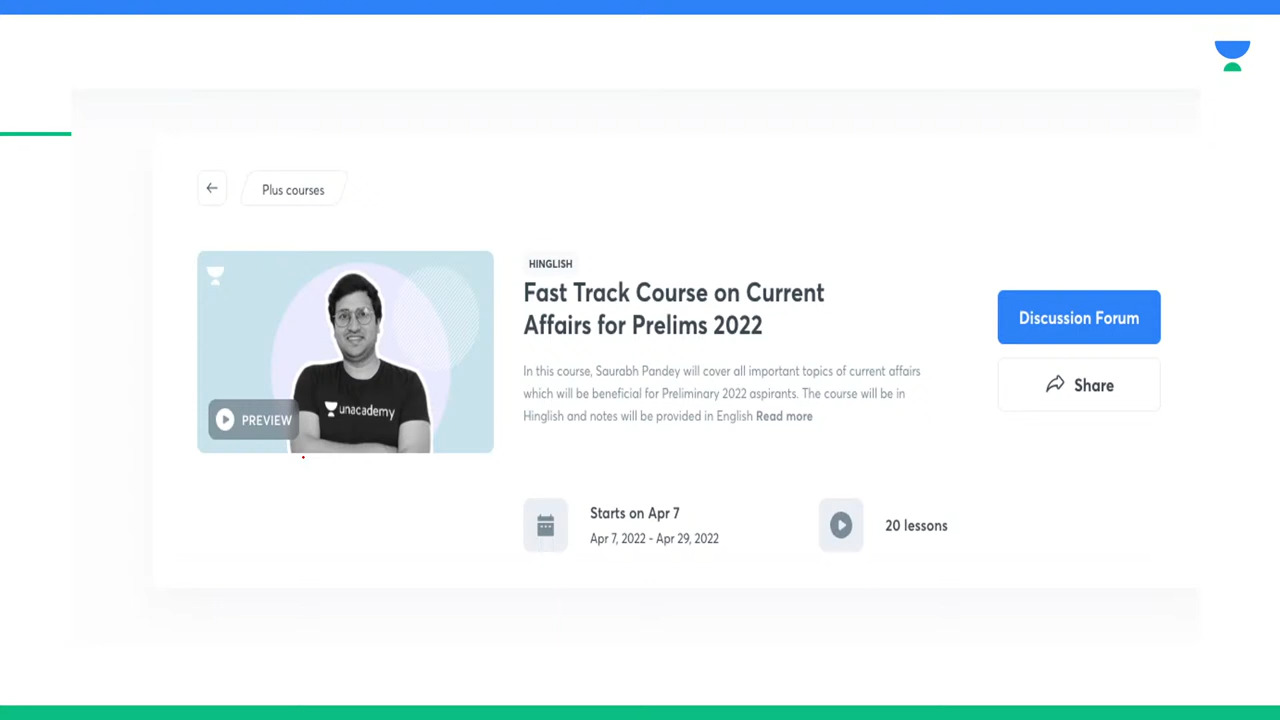 Plus courses
HINGLISH
Fast Track Course on Current
Affairs for Prelims 2022
In this course, Saurabh Pandey will cover all important topics of current affairs
which will be beneficial for Preliminary 2022 aspirants. The course will be in
Hinglish and notes will be provided in English Read more
unacademy
PREVIEW
Discussion Forum
Share
Starts on Apr 7
Apr 7, 2022 - Apr 29, 2022
20 lessons